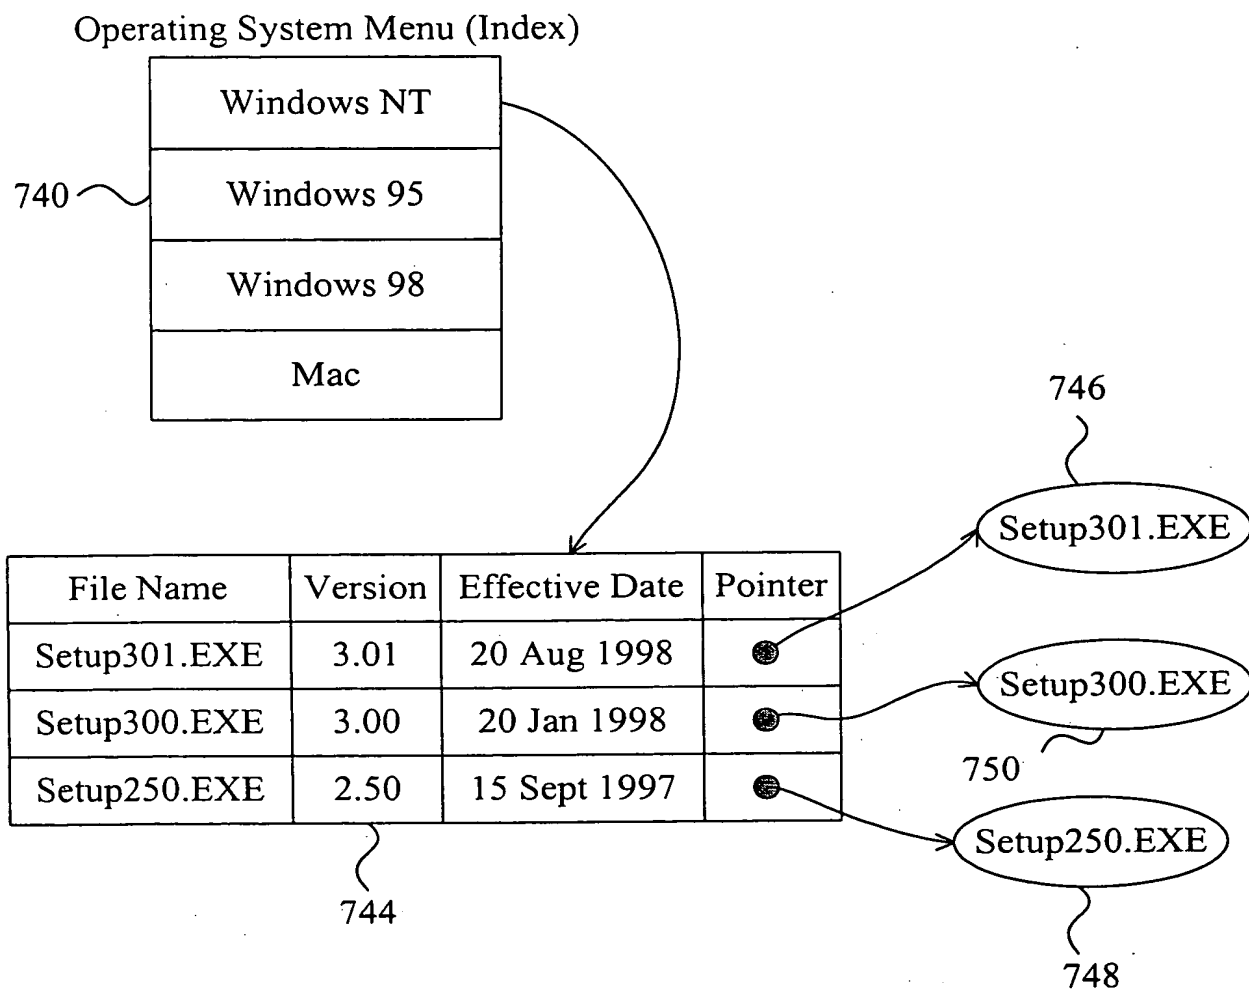 Operating System Menu (Index)
Windows NT
740
Windows 95
Windows 98
Mac
746
Setup301.EXE
File Name Version Effective Date Pointer
Setup301.EXE 3.01 20 Aug 1998
Setup300.EXE
Setup300.EXE 3.00 20 Jan 1998
750
Setup250.EXE 2.50 15 Sept 1997
Setup250.EXE
744
748